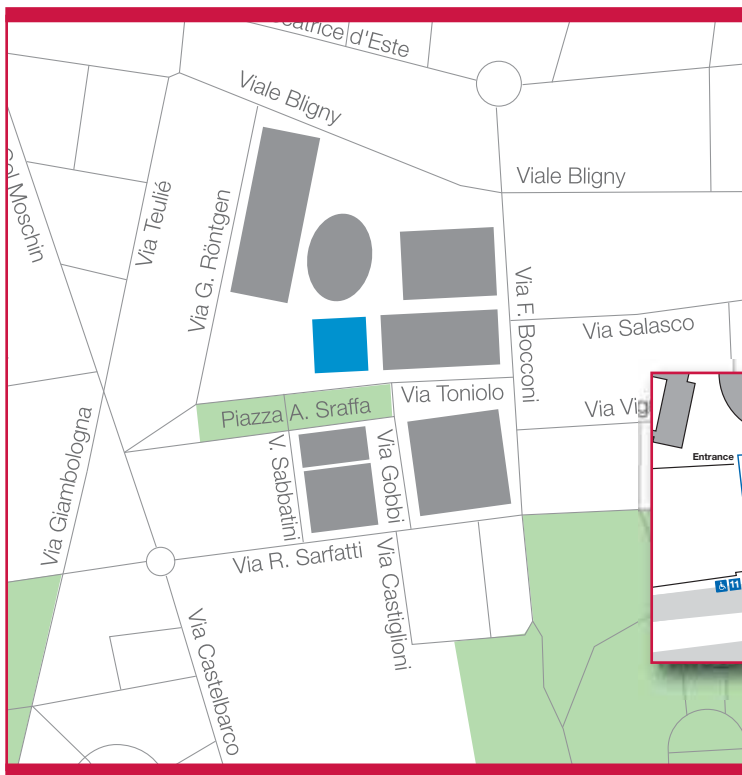 d'Este
Viale Bligny
Viale Bligny
Moschin
Via Teulié
Via G. Röntgen
Via F. Bocconi
Via Salasco
Via Toniolo
Piazza A. Sraffa
Via
Via Giambologna
V. Sabbatini
Via Gobbi
Entrance
Via R. Sarfatti
Via Castiglioni
11
Via Castelbarco